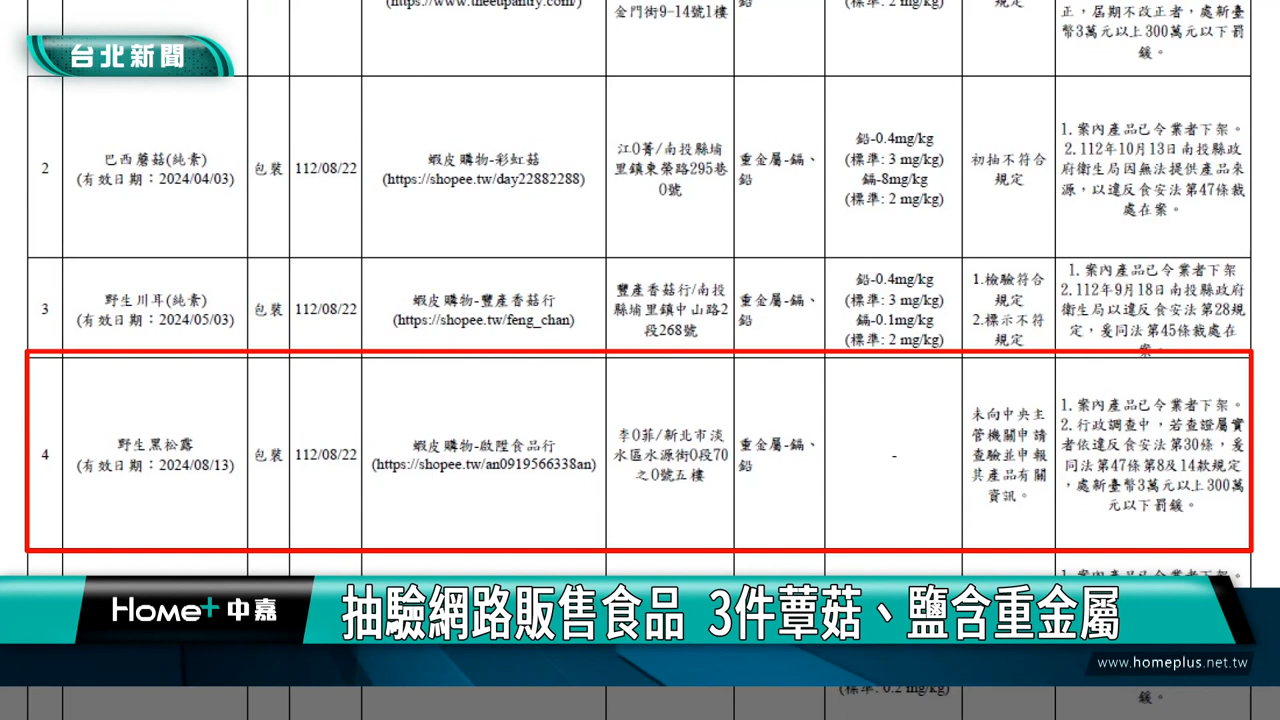 (https://www.theeupantry.com/)
金門街9-14號1樓
鉛
(標準: 2 mg/kg)
規定
正，屆期不改正者，處新臺
幣3萬元以上300萬元以下罰
鍰。
台北新聞
2
巴西蘑菇(純素)
(有效日期：2024/04/03)
包裝
112/08/22
蝦皮購物-彩虹菇
(https://shopee.tw/day22882288)
江O菁/南投縣埔
里鎮東榮路295巷
O號
重金屬-鎘、
鉛
鉛-0.4mg/kg
(標準: 3 mg/kg)
鎘-8mg/kg
(標準: 2 mg/kg)
初抽不符合
規定
1.案內產品已令業者下架。
2.112年10月13日南投縣政
府衛生局因無法提供產品來
源，以違反食安法第47條裁
處在案。
3
野生川耳(純素)
(有效日期：2024/05/03)
包裝
112/08/22
蝦皮購物-豐產香菇行
(https://shopee.tw/feng_chan)
豐產香菇行/南投
縣埔里鎮中山路2
段268號
重金屬-鎘、
鉛
鉛-0.4mg/kg
(標準: 3 mg/kg)
鎘-0.1mg/kg
(標準: 2 mg/kg)
1.檢驗符合
規定
2.標示不符
規定
1.案內產品已令業者下架
2.112年9月18日南投縣政府
衛生局以違反食安法第28規
定，爰同法第45條裁處在
案。
4
野生黑松露
(有效日期：2024/08/13)
包裝
112/08/22
蝦皮購物-啟陞食品行
(https://shopee.tw/an0919566338an)
李O菲/新北市淡
水區水源街O段70
之O號五樓
重金屬-鎘、
鉛
-
未向中央主
管機關申請
查驗並申報
其產品有關
資訊。
1.案內產品已令業者下架。
2.行政調查中，若查證屬實
者依違反食安法第30條，爰
同法第47條第8及14款規定
，處新臺幣3萬元以上300萬
元以下罰鍰。
1.案內產品已令業者下架。
Home+中嘉
抽驗網路販售食品 3件蕈菇、鹽含重金屬
www.homeplus.net.tw
(標準: 0.2 mg/kg)
鍰。